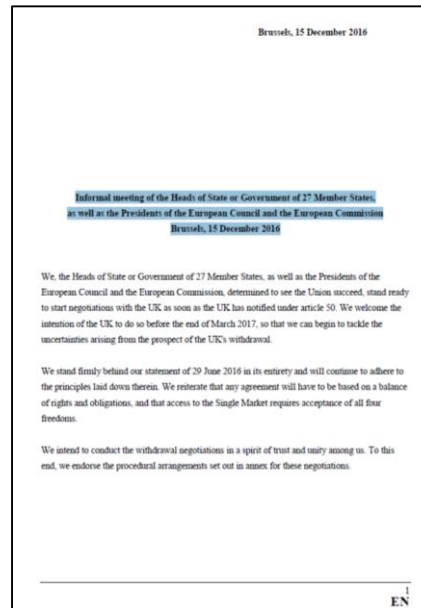 Brussels, 15 December 2016
Informal meeting of the Heads of State or Government of 27 Member States,
as well as the Presidents of the European Council and the European Commission
Brussels, 15 December 2016
We, the Heads of State or Government of 27 Member States, as well as the Presidents of the
European Council and the European Commission, determined to see the Union succeed, stand ready
to start negotiations with the UK as soon as the UK has notified under article 50. We welcome the
intention of the UK to do so before the end of March 2017, so that we can begin to tackle the
uncertainties arising from the prospect of the UK's withdrawal.
We stand firmly behind our statement of 29 June 2016 in its entirety and will continue to adhere to
the principles laid down therein. We reiterate that any agreement will have to be based on a balance
of rights and obligations, and that access to the Single Market requires acceptance of all four
freedoms.
We intend to conduct the withdrawal negotiations in a spirit of trust and unity among us. To this
end, we endorse the procedural arrangements set out in annex for these negotiations.
1
EN